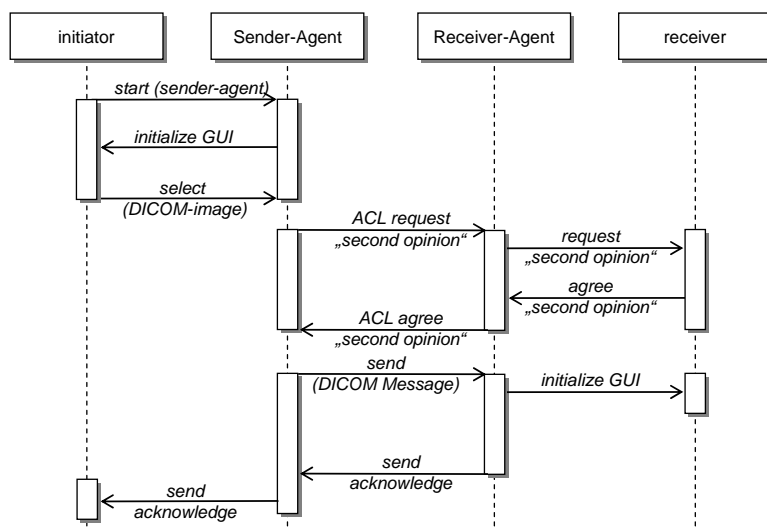 initiator
Sender-Agent
Receiver-Agent
receiver
start (sender-agent)
initialize GUI
select
(DICOM-image)
ACL request
„second opinion“
request
„second opinion“
agree
„second opinion“
ACL agree
„second opinion“
send
(DICOM Message)
initialize GUI
send
acknowledge
send
acknowledge